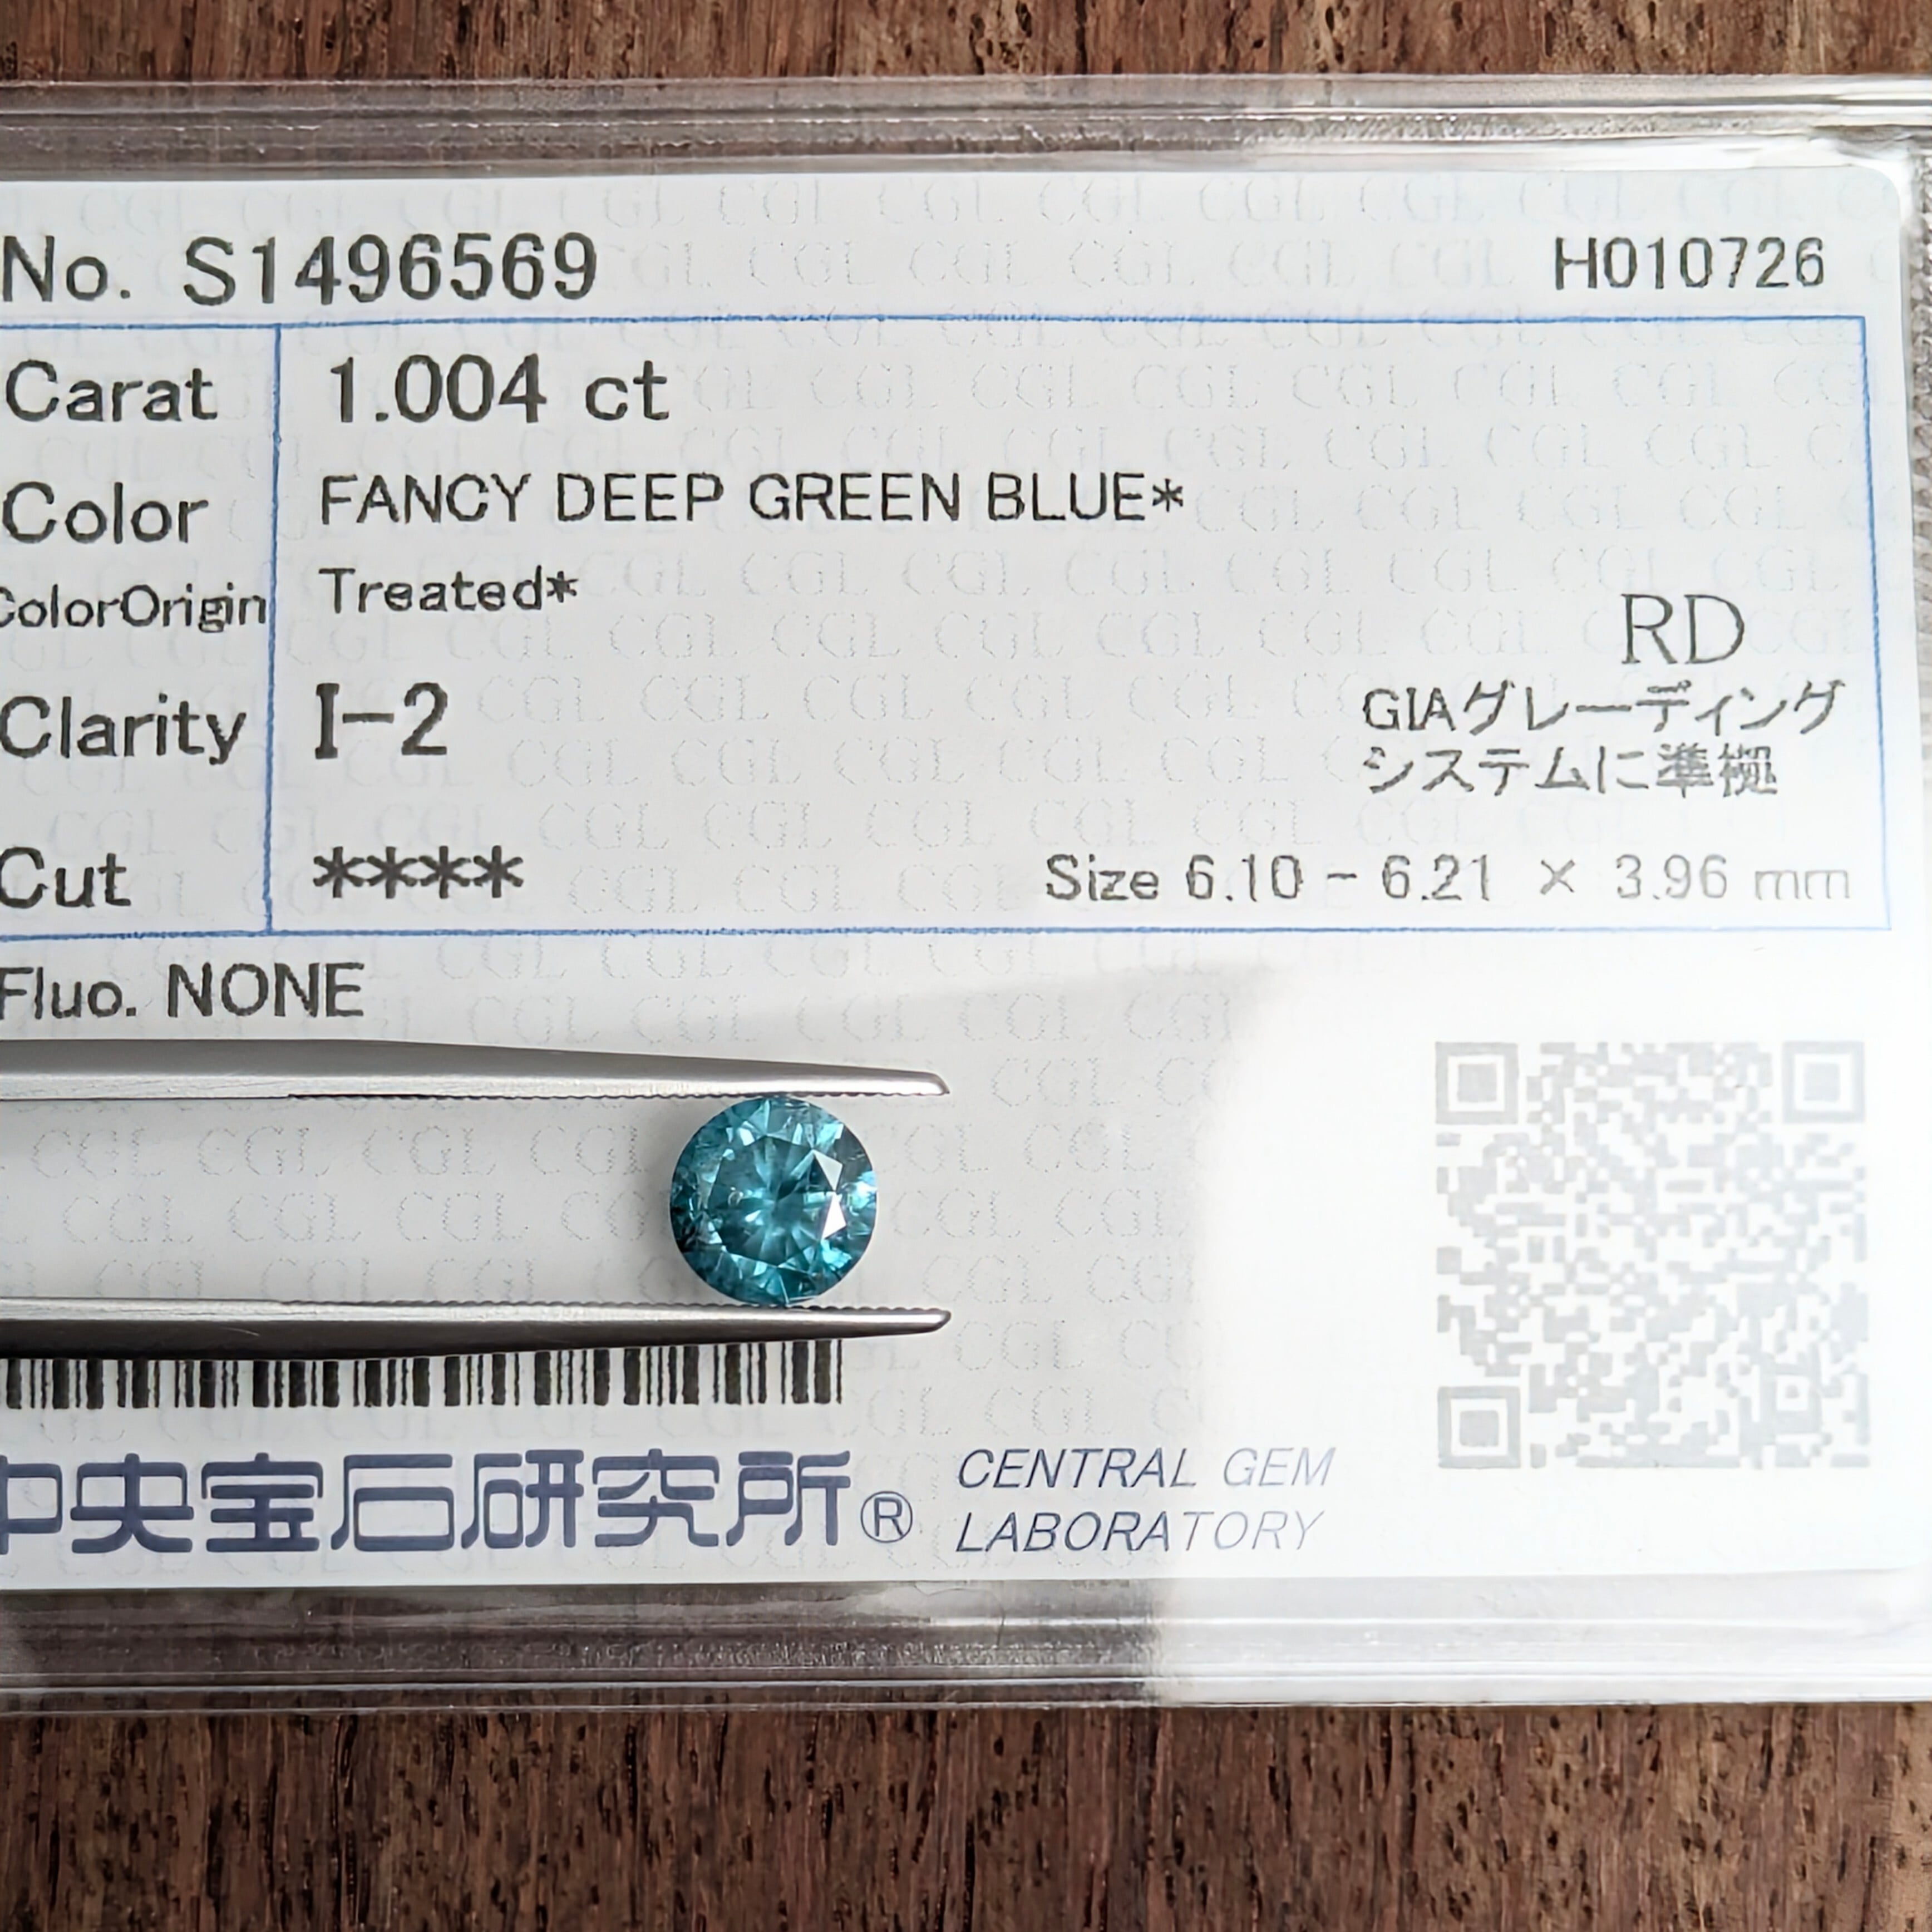 No. S1496569 H010726
Carat 1.004 ct
Color FANCY DEEP GREEN BLUE*
ColorOrigin Treated*
RD
Clarity I-2
GIAグレーディング
システムに準拠
Cut ****
Size 6.10 - 6.21 × 3.96 mm
Fluo. NONE
中央宝石研究所®
CENTRAL GEM
LABORATORY